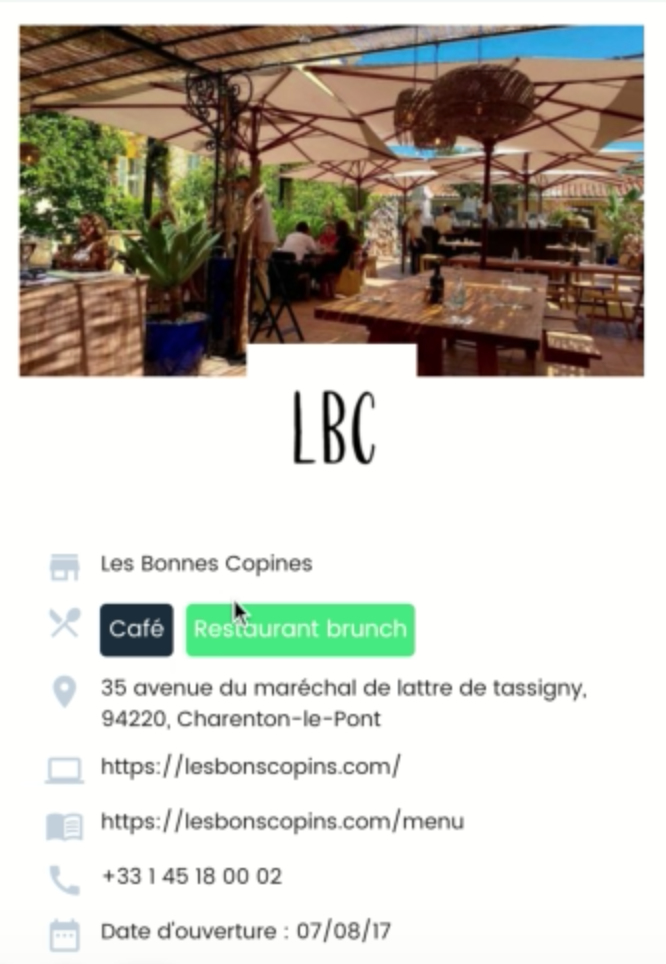 LBC
Les Bonnes Copines
Café Restaurant brunch
35 avenue du maréchal de lattre de tassigny,
94220, Charenton-le-Pont
https://lesbonscopins.com/
https://lesbonscopins.com/menu
+33 1 45 18 00 02
Date d'ouverture : 07/08/17